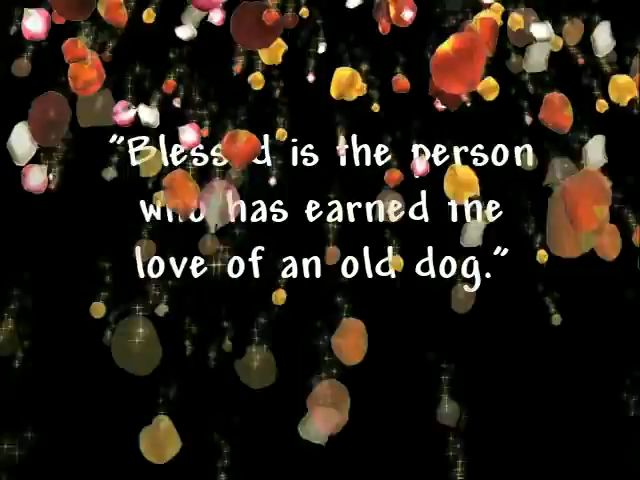 "Blessed is the person
who has earned the
love of an old dog."